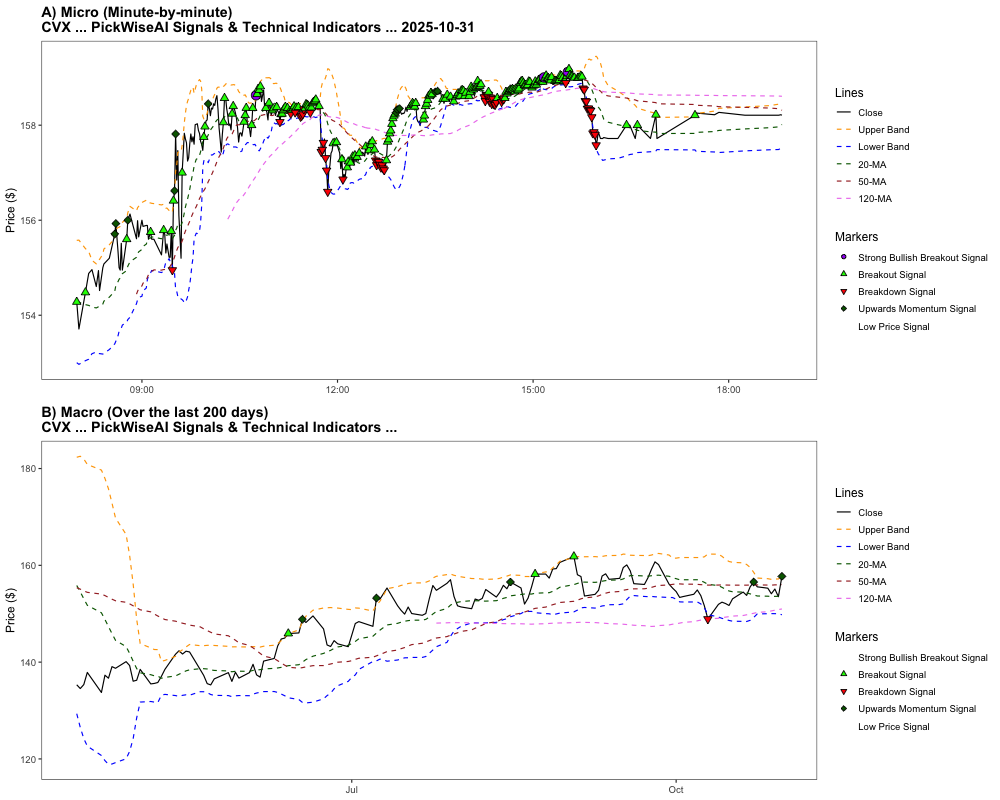 A) Micro (Minute-by-minute)
CVX ... PickWiseAI Signals & Technical Indicators ... 2025-10-31
Price ($)
158
156
154
09:00
12:00
15:00
18:00
Lines
Close
Upper Band
Lower Band
20-MA
50-MA
120-MA
Markers
Strong Bullish Breakout Signal
Breakout Signal
Breakdown Signal
Upwards Momentum Signal
Low Price Signal
B) Macro (Over the last 200 days)
CVX ... PickWiseAI Signals & Technical Indicators ...
Price ($)
180
160
140
120
Jul
Oct
Lines
Close
Upper Band
Lower Band
20-MA
50-MA
120-MA
Markers
Strong Bullish Breakout Signal
Breakout Signal
Breakdown Signal
Upwards Momentum Signal
Low Price Signal